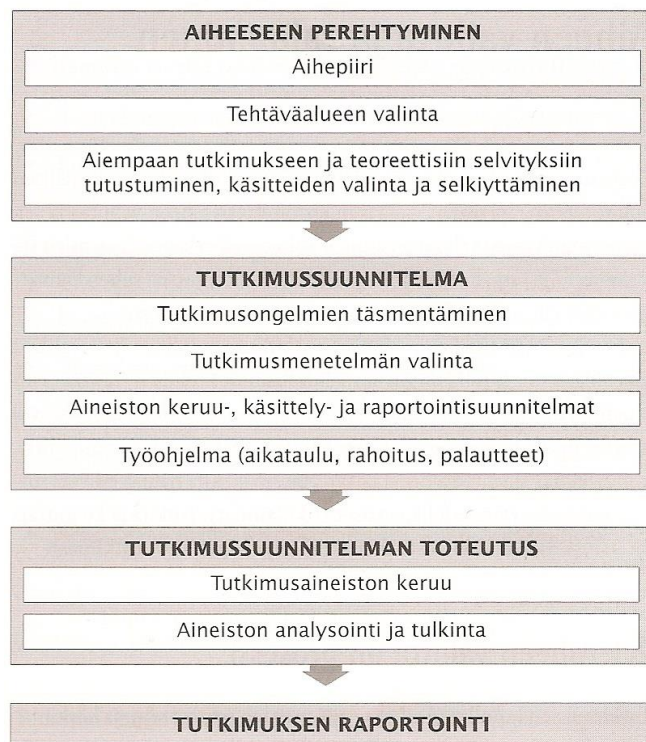 AIHEESEEN PEREHTYMINEN
Aihepiiri
Tehtäväalueen valinta
Aiempaan tutkimukseen ja teoreettisiin selvityksiin
tutustuminen, käsitteiden valinta ja selkiyttäminen
TUTKIMUSSUUNNITELMA
Tutkimusongelmien täsmentäminen
Tutkimusmenetelmän valinta
Aineiston keruu-, käsittely- ja raportointisuunnitelmat
Työohjelma (aikataulu, rahoitus, palautteet)
TUTKIMUSSUUNNITELMAN TOTEUTUS
Tutkimusaineiston keruu
Aineiston analysointi ja tulkinta
TUTKIMUKSEN RAPORTOINTI